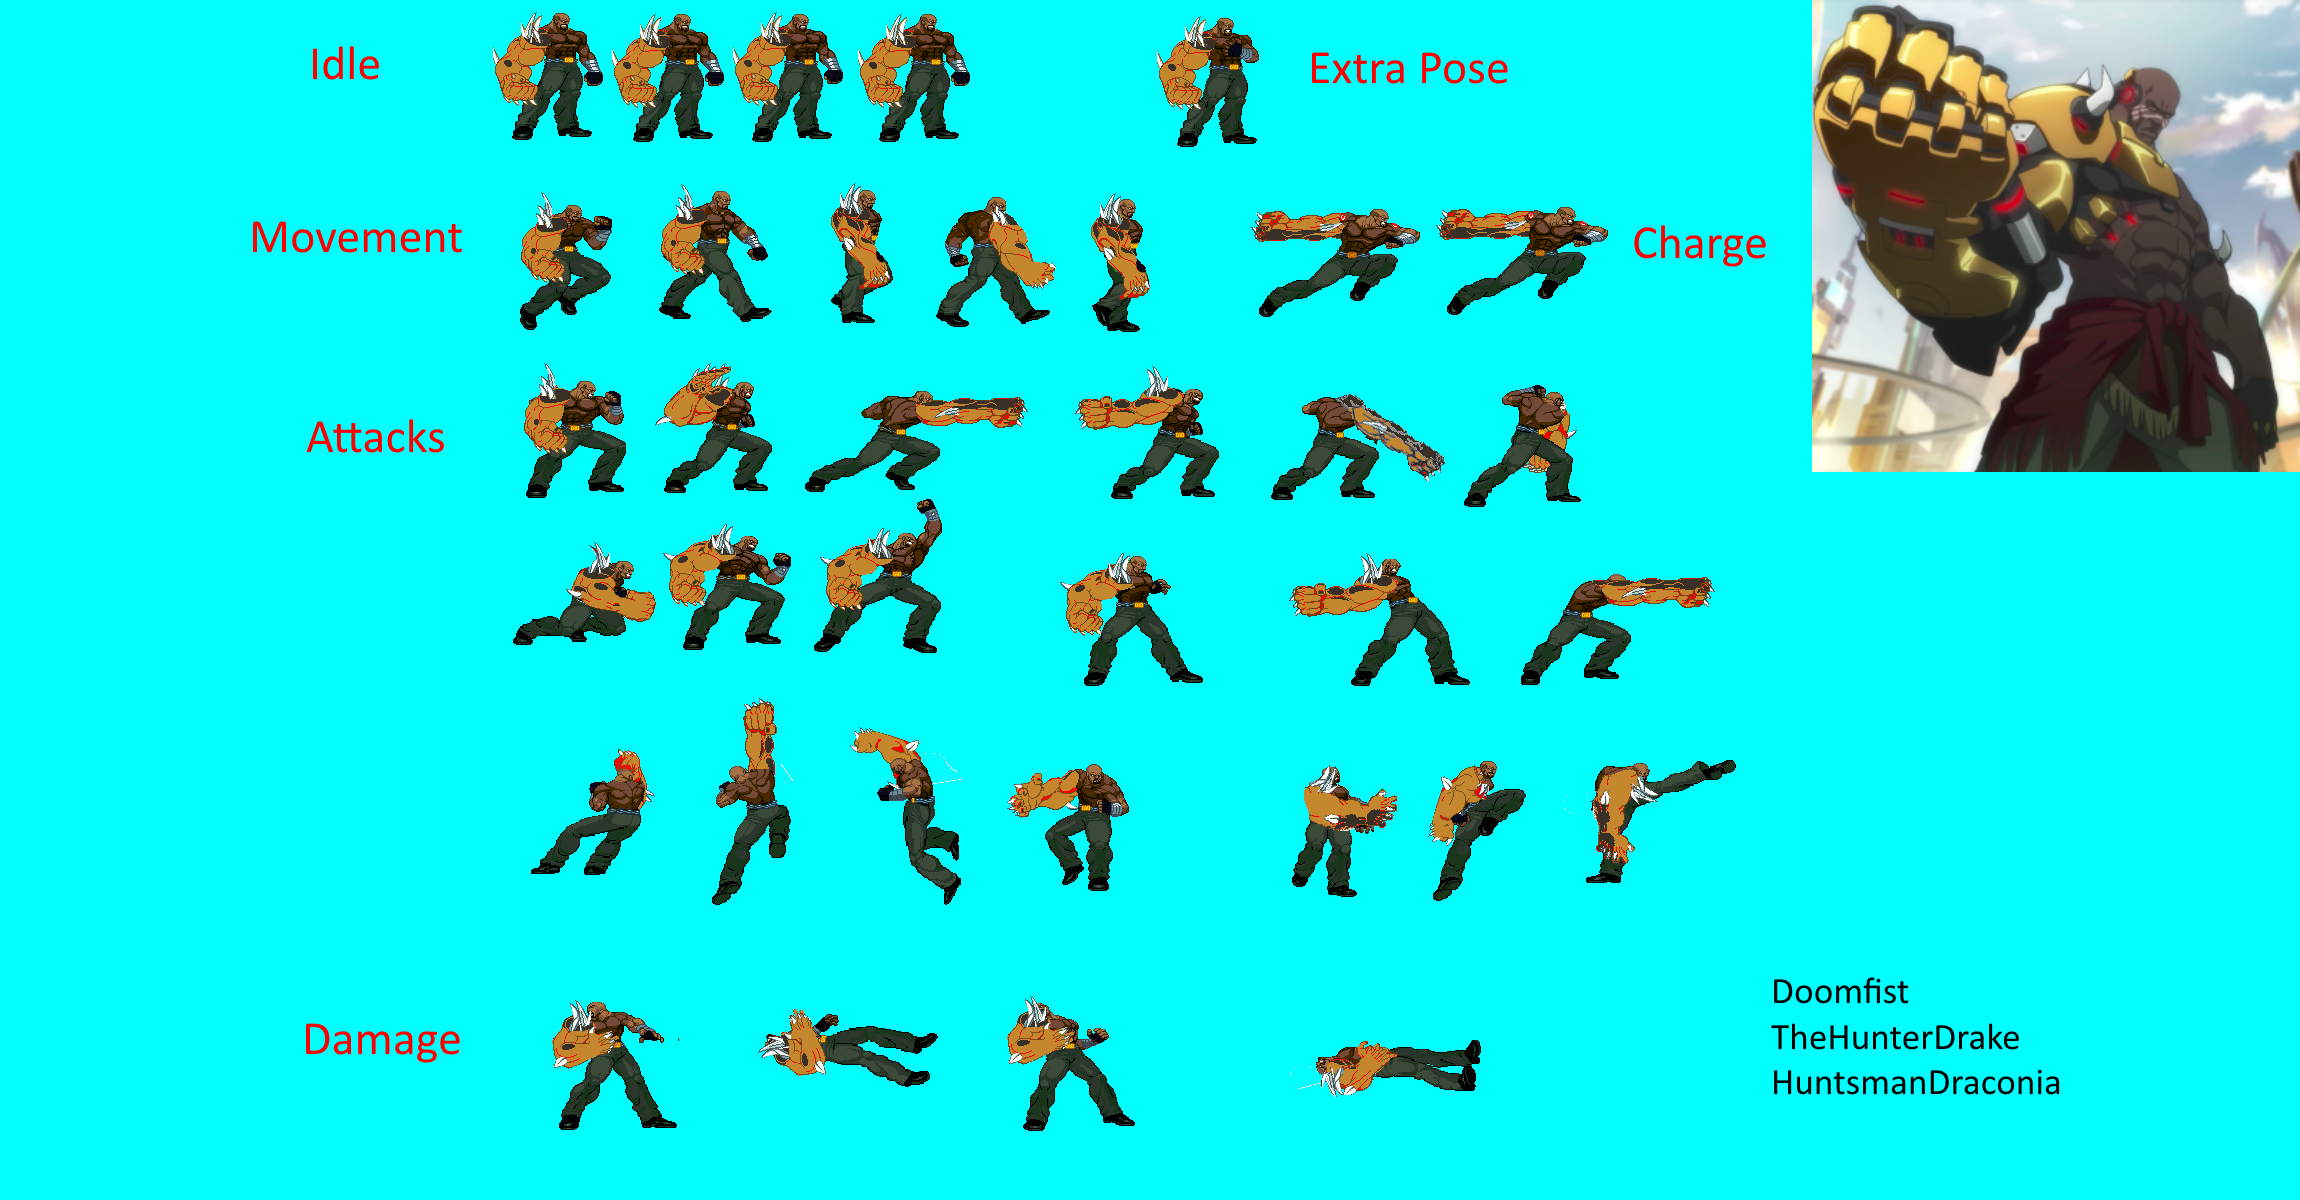 Idle
Extra Pose
Movement
Charge
Attacks
Damage
Doomfist
TheHunterDrake
HuntsmanDraconia